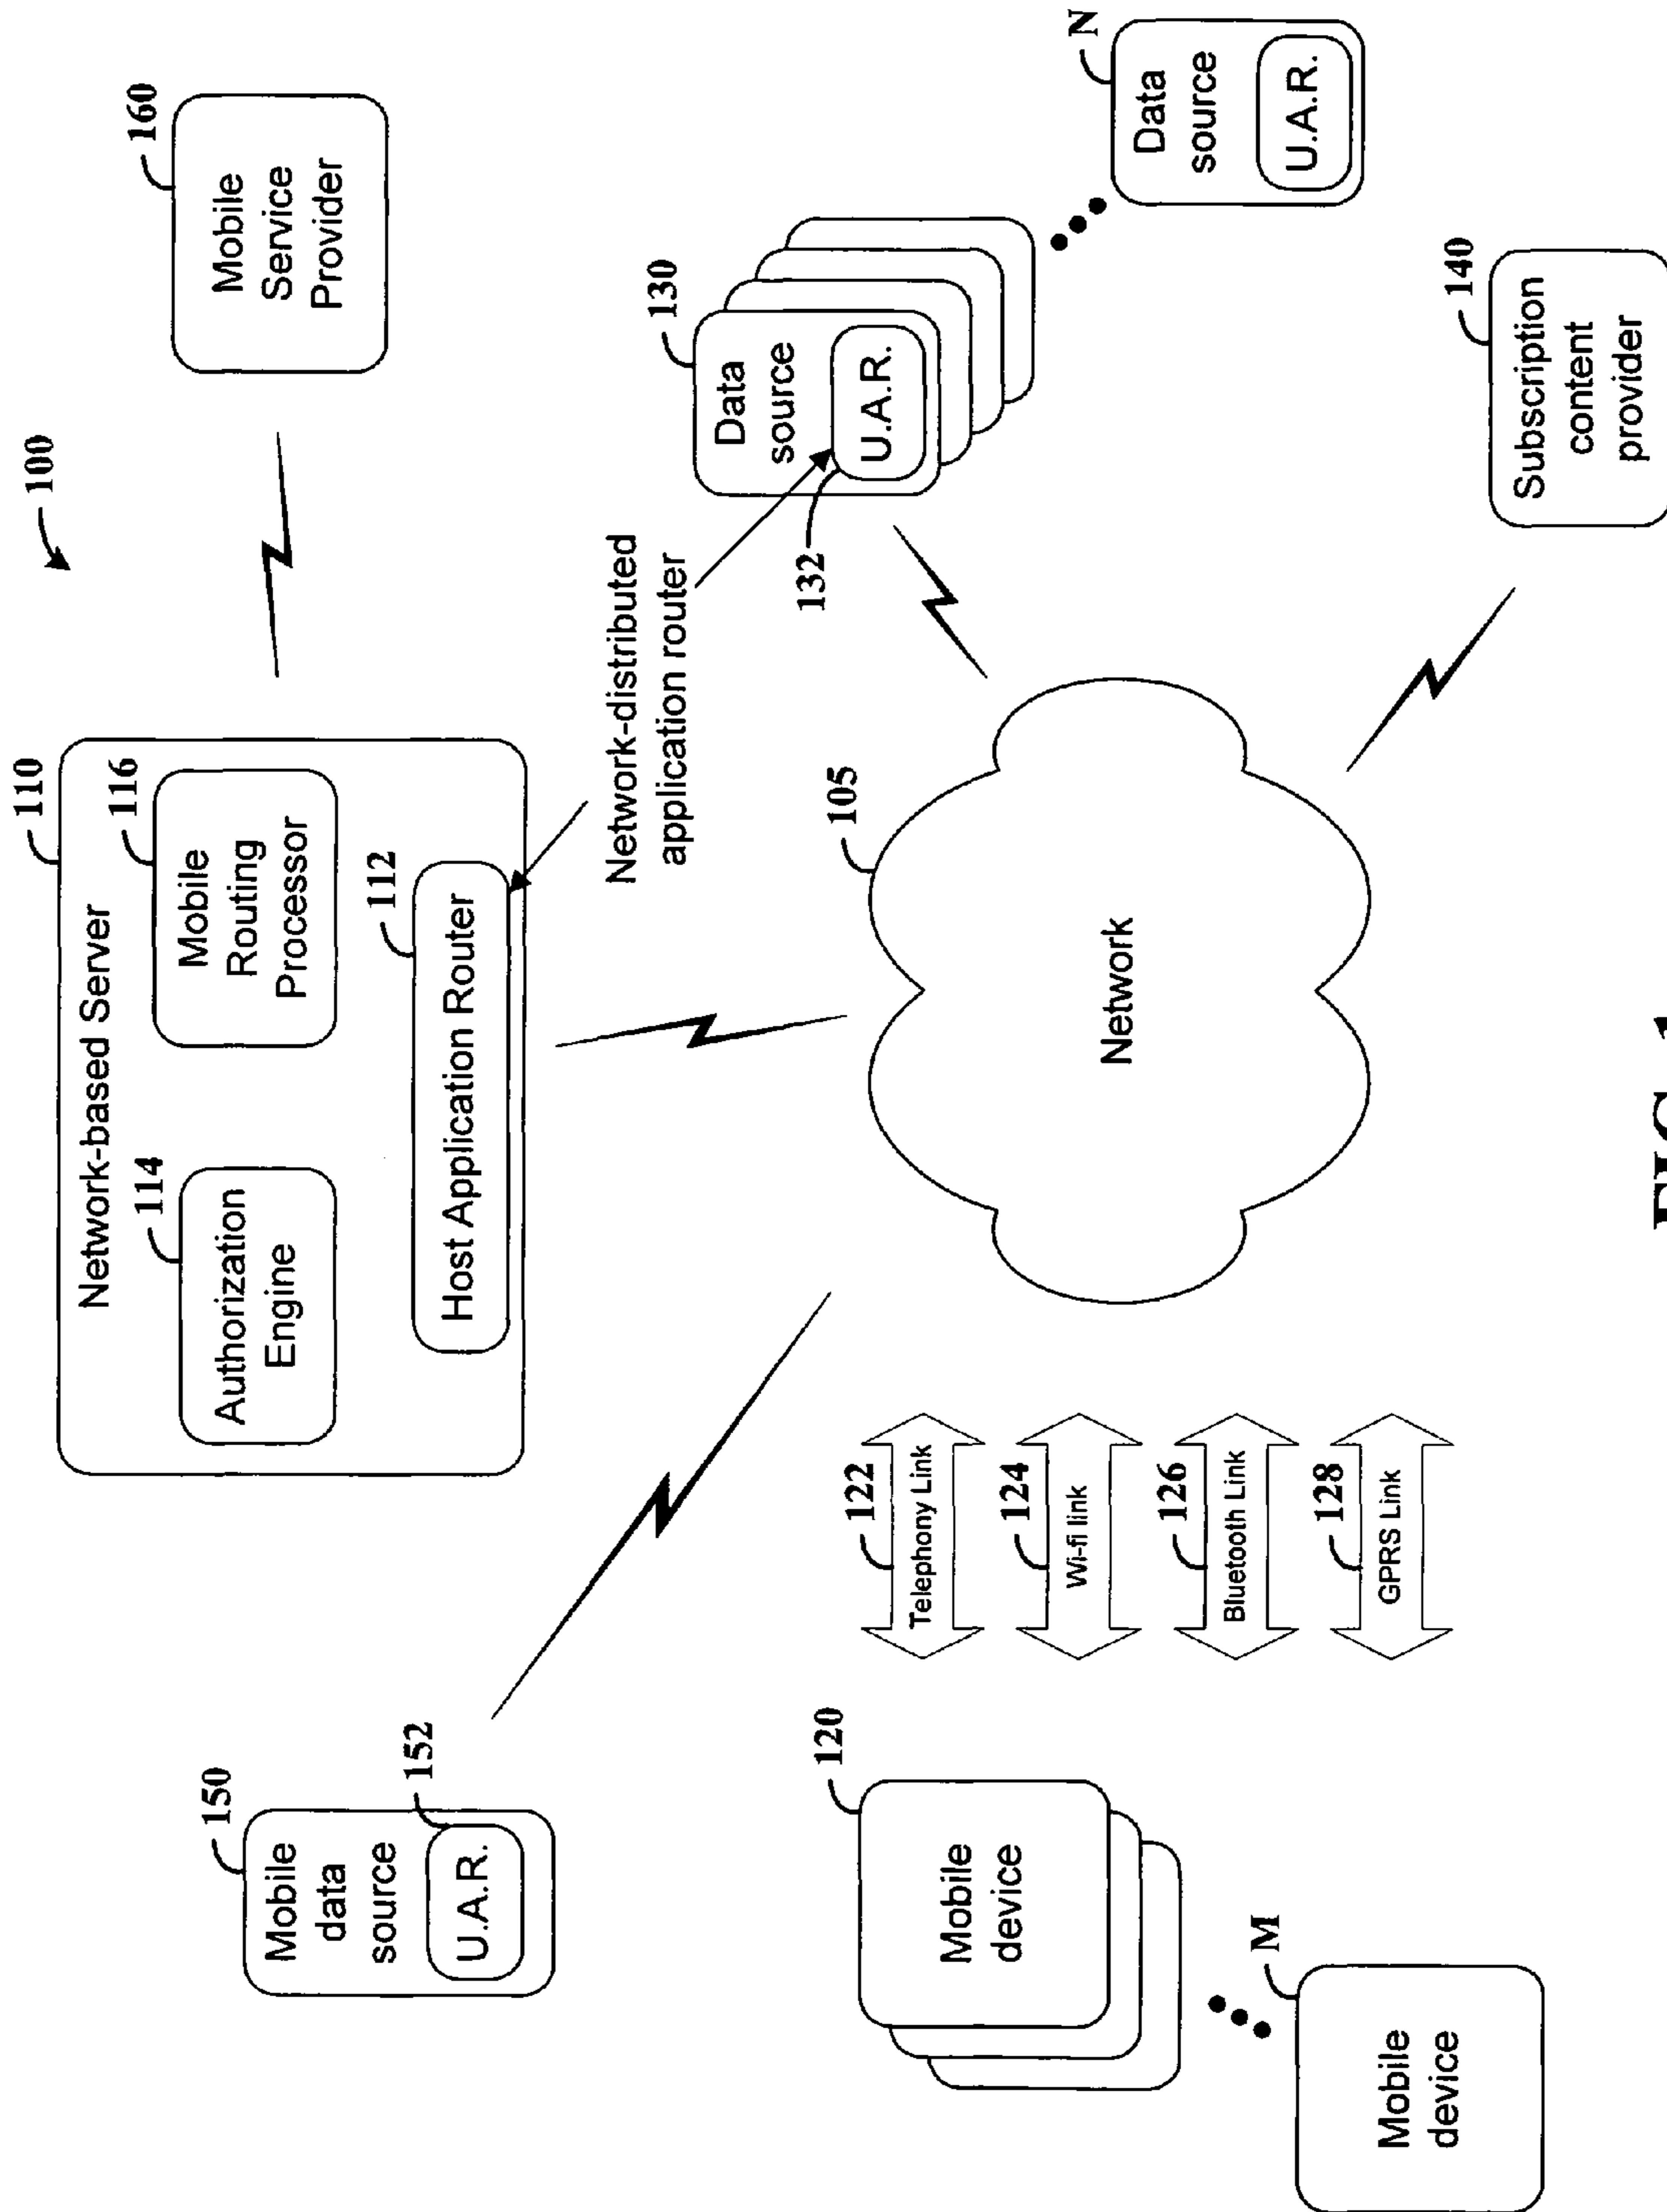 100
110
Network-based Server
114
Authorization
Engine
116
Mobile
Routing
Processor
112
Host Application Router
160
Mobile
Service
Provider
150
Mobile
data
source
152
U.A.R.
Network-distributed
application router
130
Data
source
132
U.A.R.
N
Data
source
U.A.R.
120
Mobile
device
M
Mobile
device
122
Telephony Link
124
Wi-fi link
126
Bluetooth Link
128
GPRS Link
105
Network
140
Subscription
content
provider